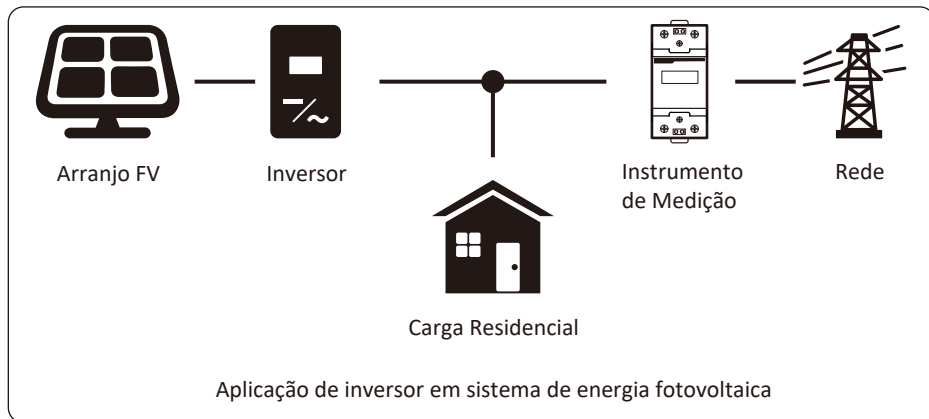 Arranjo FV
Inversor
Instrumento
de Medição
Rede
Carga Residencial
Aplicação de inversor em sistema de energia fotovoltaica